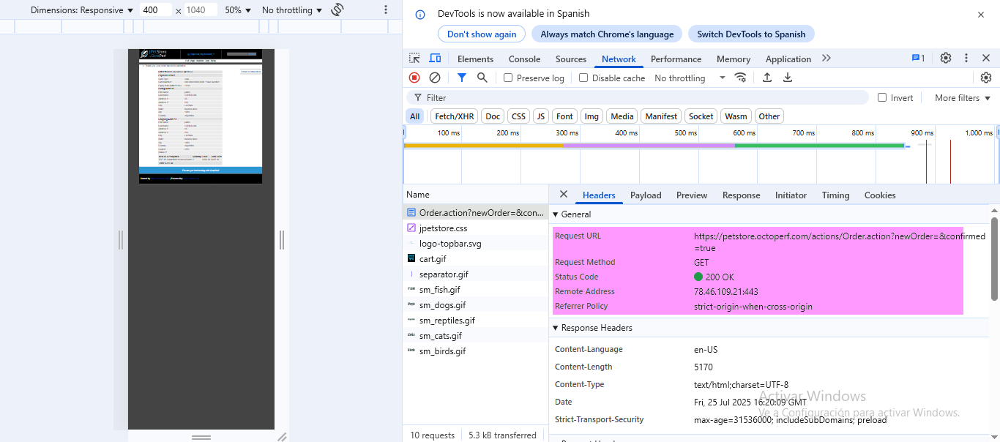 Dimensions: Responsive ▼ 400 x 1040 50% ▼ No throttling ▼
DevTools is now available in Spanish
Don't show again Always match Chrome's language Switch DevTools to Spanish
Elements Console Sources Network Performance Memory Application 1
Preserve log Disable cache No throttling
Filter Invert More filters
All Fetch/XHR Doc CSS JS Font Img Media Manifest Socket Wasm Other
100 ms 200 ms 300 ms 400 ms 500 ms 600 ms 700 ms 800 ms 900 ms 1,000 ms
Name
Order.action?newOrder=&con...
jpetstore.css
logo-topbar.svg
cart.gif
separator.gif
sm_fish.gif
sm_dogs.gif
sm_reptiles.gif
sm_cats.gif
sm_birds.gif
10 requests 5.3 kB transferred
Headers Payload Preview Response Initiator Timing Cookies
General
Request URL https://petstore.octoperf.com/actions/Order.action?newOrder=&confirmed
=true
Request Method GET
Status Code 200 OK
Remote Address 78.46.109.21:443
Referrer Policy strict-origin-when-cross-origin
Response Headers
Content-Language en-US
Content-Length 5170
Content-Type text/html;charset=UTF-8
Date Fri, 25 Jul 2025 16:20:09 GMT
Strict-Transport-Security max-age=31536000; includeSubDomains; preload
Activar Windows
Ve a Configuración para activar Windows.